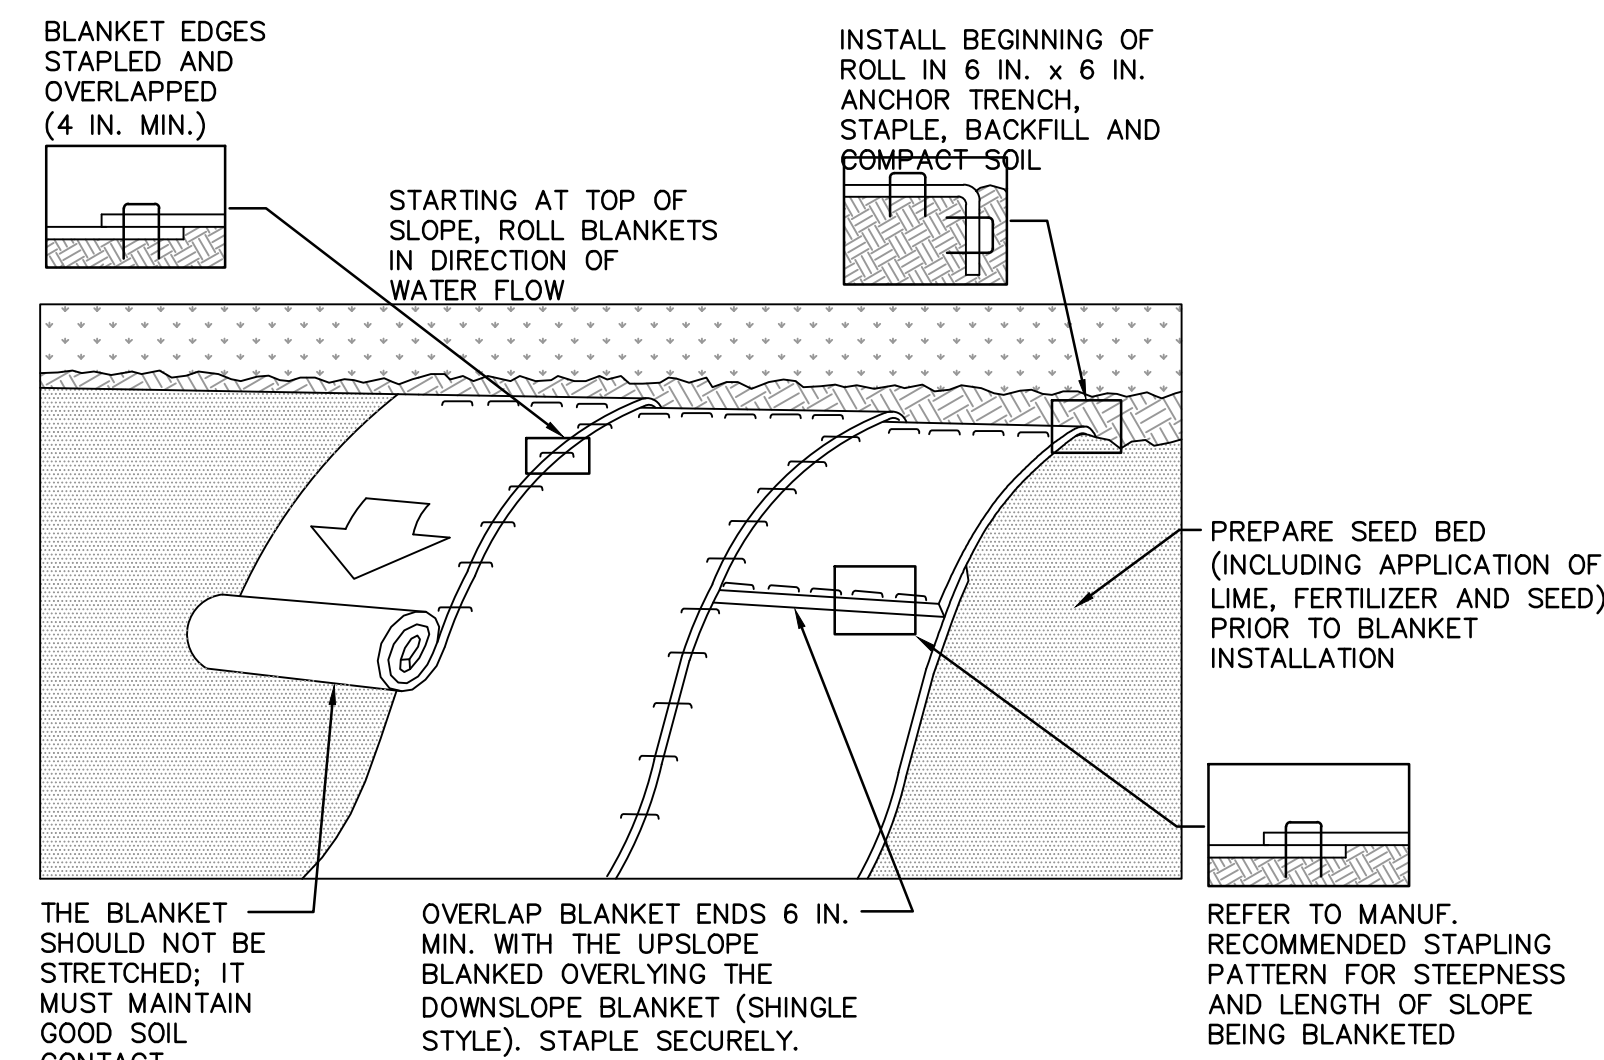 BLANKET EDGES
STAPLED AND
OVERLAPPED
(4 IN. MIN.)
INSTALL BEGINNING OF
ROLL IN 6 IN. x 6 IN.
ANCHOR TRENCH,
STAPLE, BACKFILL AND
COMPACT SOIL
STARTING AT TOP OF
SLOPE, ROLL BLANKETS
IN DIRECTION OF
WATER FLOW
PREPARE SEED BED
(INCLUDING APPLICATION OF
LIME, FERTILIZER AND SEED)
PRIOR TO BLANKET
INSTALLATION
THE BLANKET
SHOULD NOT BE
STRETCHED; IT
MUST MAINTAIN
GOOD SOIL
CONTACT
OVERLAP BLANKET ENDS 6 IN.
MIN. WITH THE UPSLOPE
BLANKED OVERLYING THE
DOWNSLOPE BLANKET (SHINGLE
STYLE). STAPLE SECURELY.
REFER TO MANUF.
RECOMMENDED STAPLING
PATTERN FOR STEEPNESS
AND LENGTH OF SLOPE
BEING BLANKETED